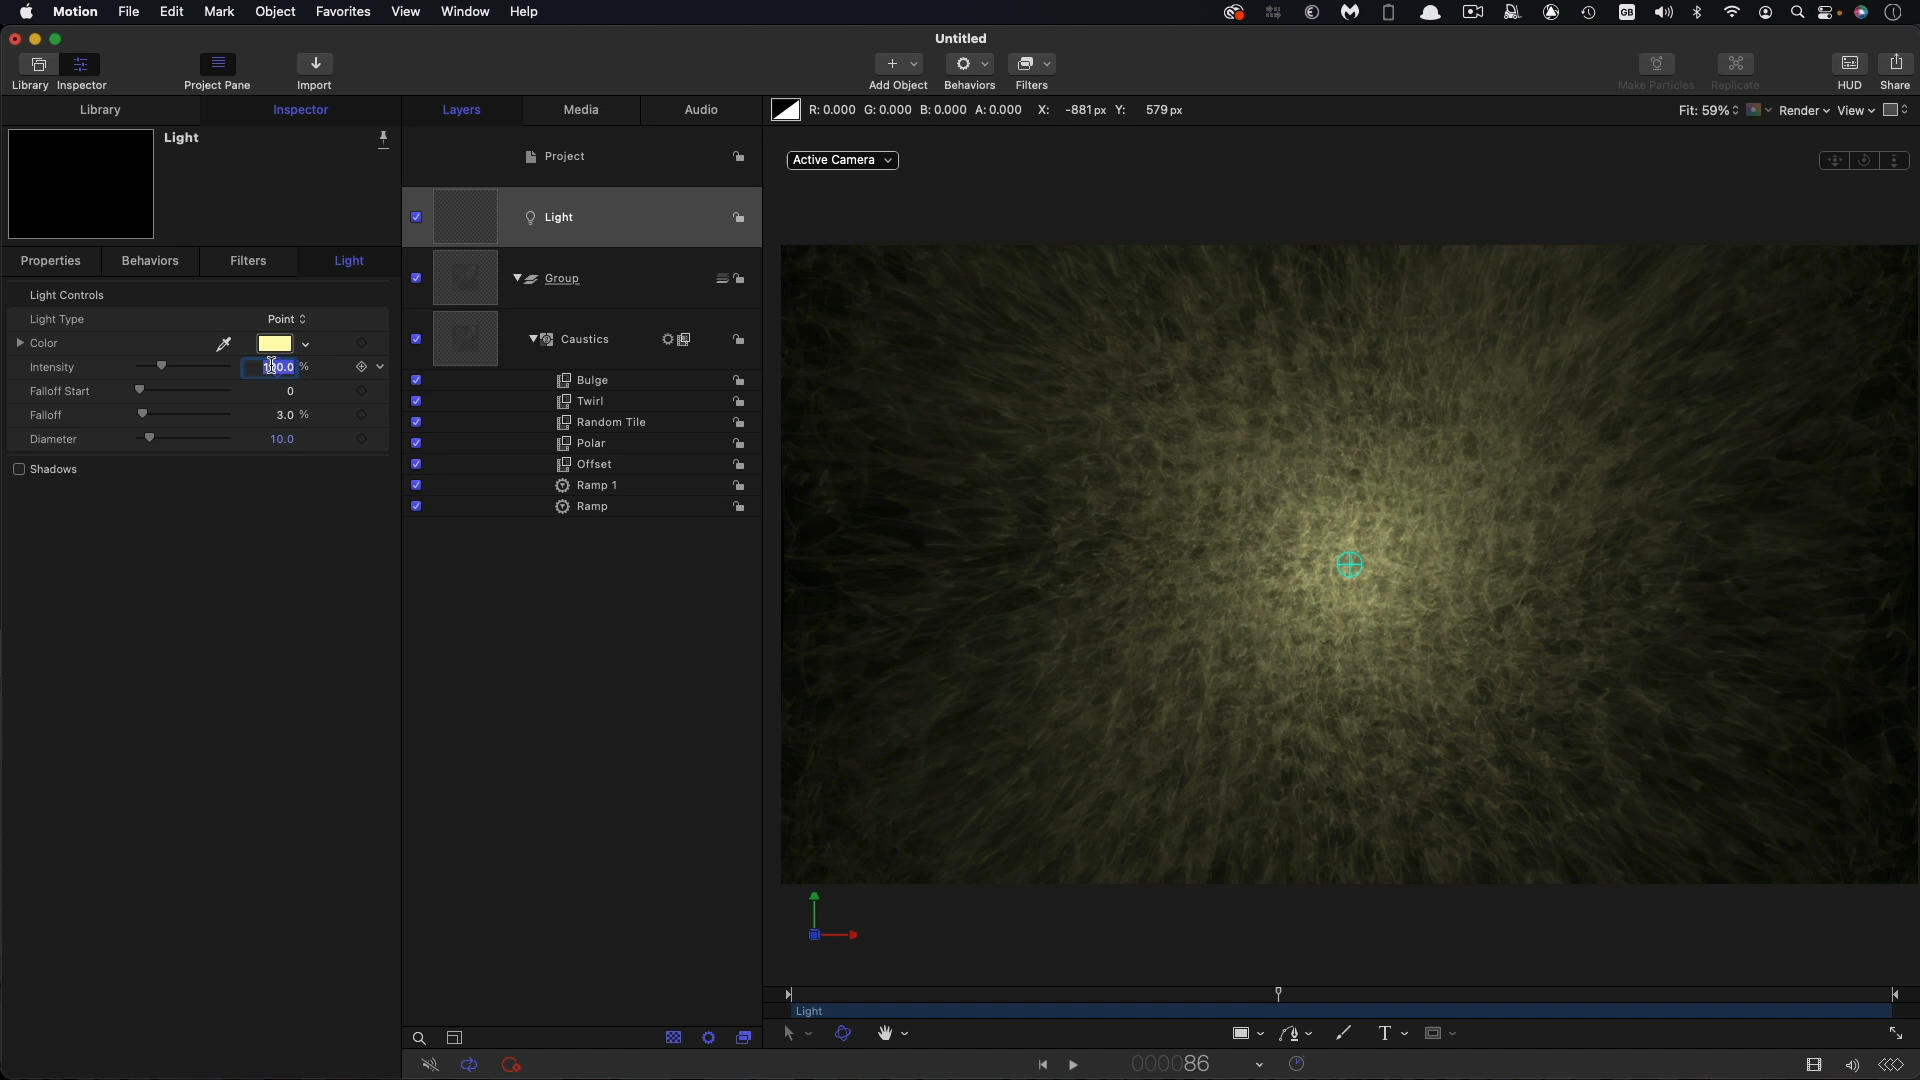 Motion File Edit Mark Object Favorites View Window Help GB
Untitled
Library Inspector Project Pane Import Add Object Behaviors Filters Make Particles Replicate HUD Share
Library Inspector Layers Media Audio R: 0.000 G: 0.000 B: 0.000 A: 0.000 X: -881 px Y: 579 px Fit: 59% Render View
Light
Project
Active Camera
Light
Properties Behaviors Filters Light
Group
Light Controls
Light Type Point
Color
Caustics
Intensity 100.0 %
Falloff Start 0
Falloff 3.0 %
Diameter 10.0
Shadows
Bulge
Twirl
Random Tile
Polar
Offset
Ramp 1
Ramp
Light
T
000086